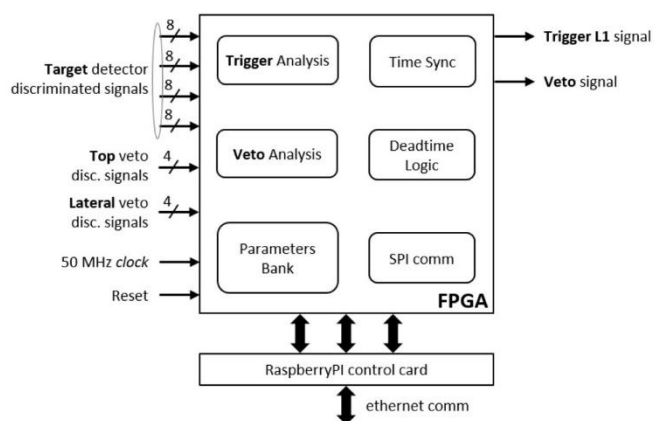 8
8
8
8
Target detector
discriminated signals
Top veto
disc. signals
4
Lateral veto
disc. signals
4
50 MHz clock
Reset
Trigger Analysis
Time Sync
Veto Analysis
Deadtime
Logic
Parameters
Bank
SPI comm
FPGA
Trigger L1 signal
Veto signal
RaspberryPI control card
ethernet comm